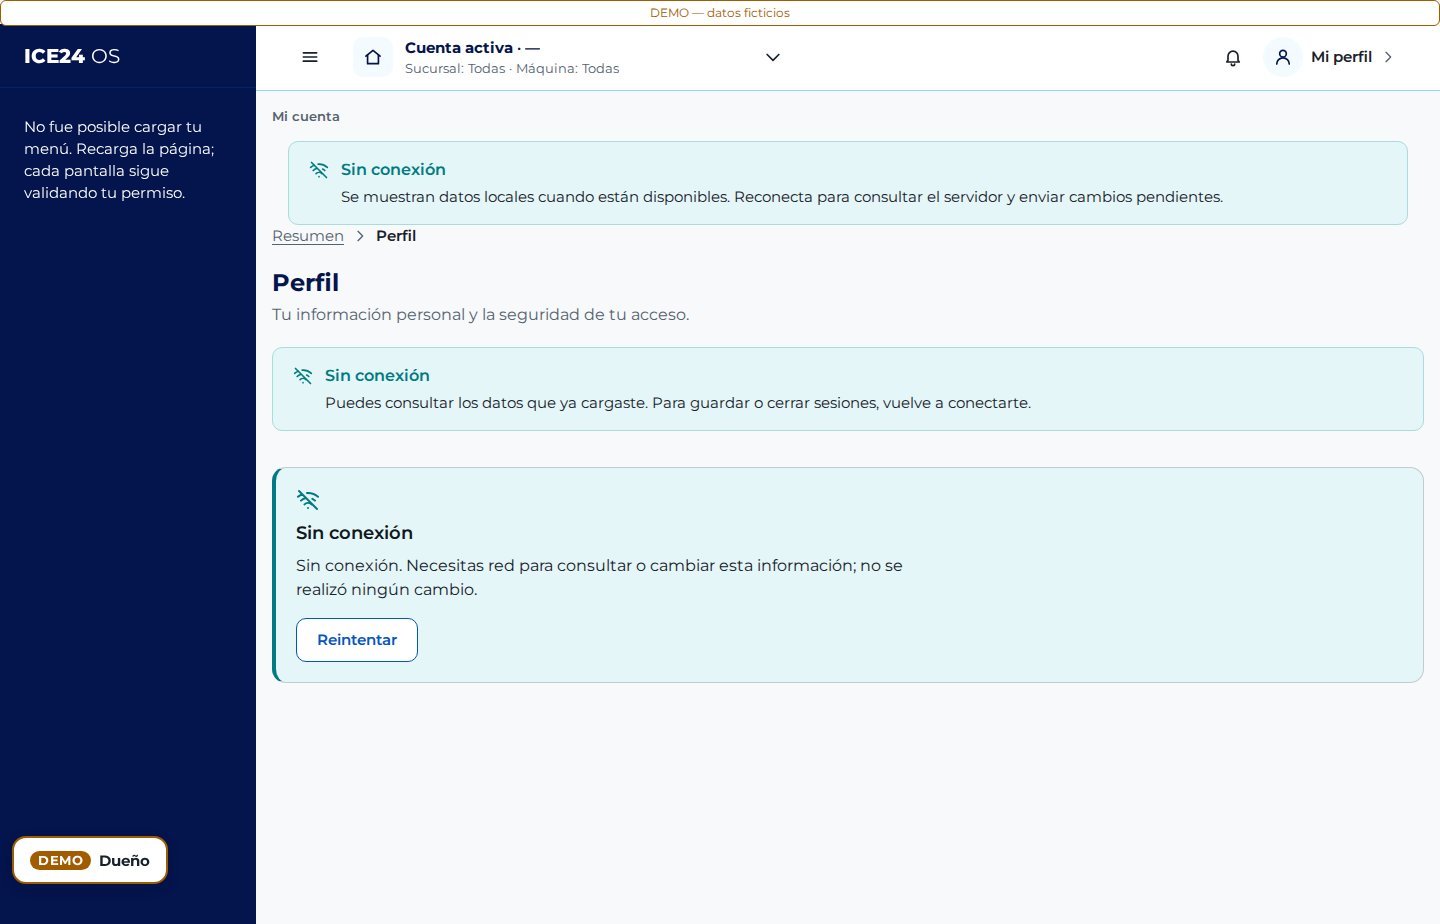 DEMO — datos ficticios
ICE24 OS
No fue posible cargar tu
menú. Recarga la página;
cada pantalla sigue
validando tu permiso.
DEMO Dueño
Cuenta activa · —
Sucursal: Todas · Máquina: Todas
Mi perfil
Mi cuenta
Sin conexión
Se muestran datos locales cuando están disponibles. Reconecta para consultar el servidor y enviar cambios pendientes.
Resumen > Perfil
Perfil
Tu información personal y la seguridad de tu acceso.
Sin conexión
Puedes consultar los datos que ya cargaste. Para guardar o cerrar sesiones, vuelve a conectarte.
Sin conexión
Sin conexión. Necesitas red para consultar o cambiar esta información; no se
realizó ningún cambio.
Reintentar